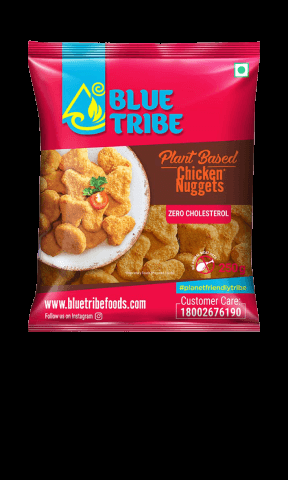 BLUE
TRIBE
Plant Based
Chicken
Nuggets
ZERO CHOLESTEROL
#planetfriendlytribe
www.bluetribefoods.com
Follow us on Instagram
Customer Care:
18002676190